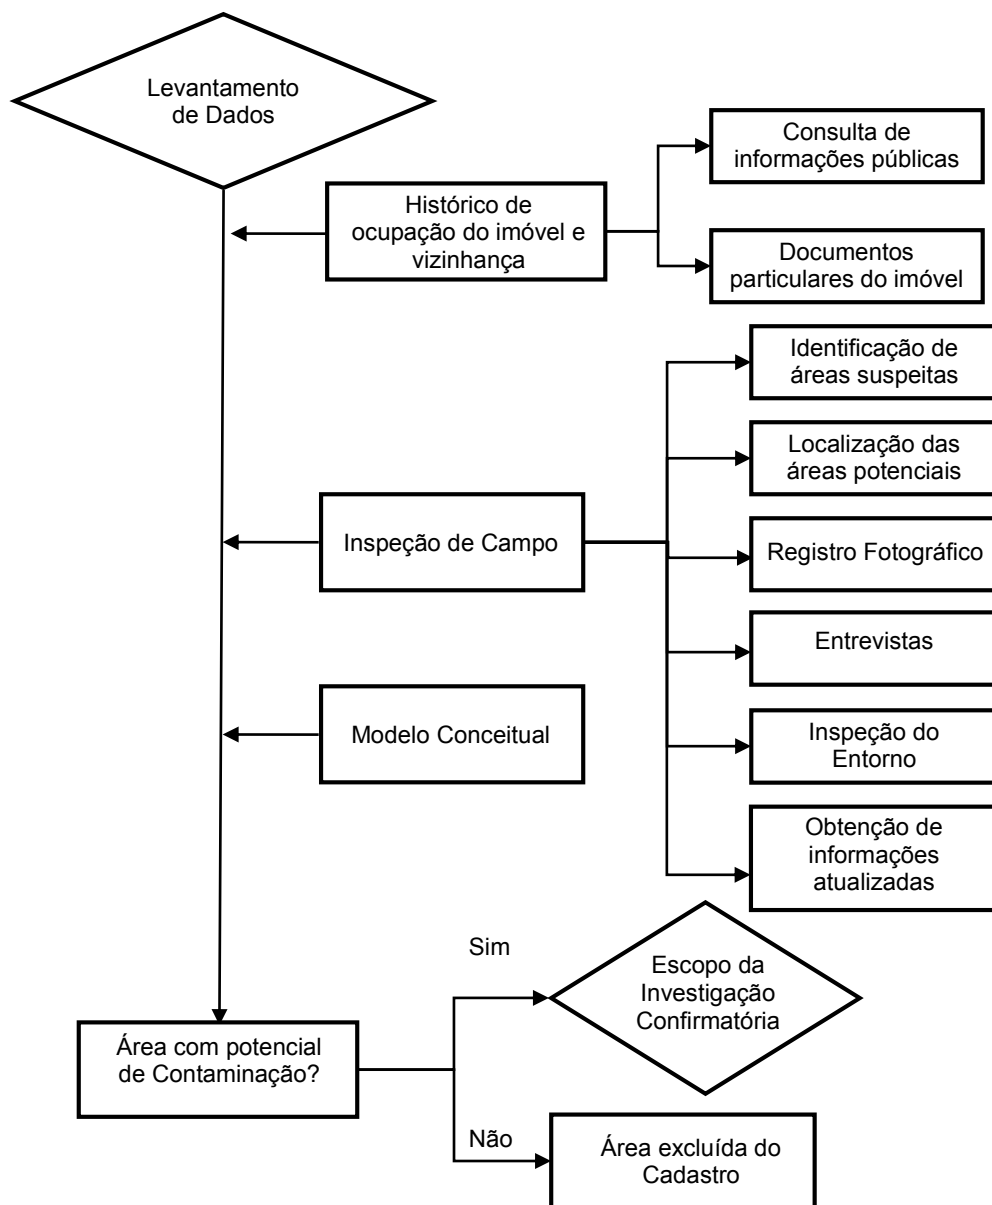 Levantamento
de Dados
Consulta de
informações públicas
Histórico de
ocupação do imóvel e
vizinhança
Documentos
particulares do imóvel
Identificação de
áreas suspeitas
Localização das
áreas potenciais
Inspeção de Campo
Registro Fotográfico
Entrevistas
Modelo Conceitual
Inspeção do
Entorno
Obtenção de
informações
atualizadas
Sim
Escopo da
Investigação
Confirmatória
Área com potencial
de Contaminação?
Não
Área excluída do
Cadastro